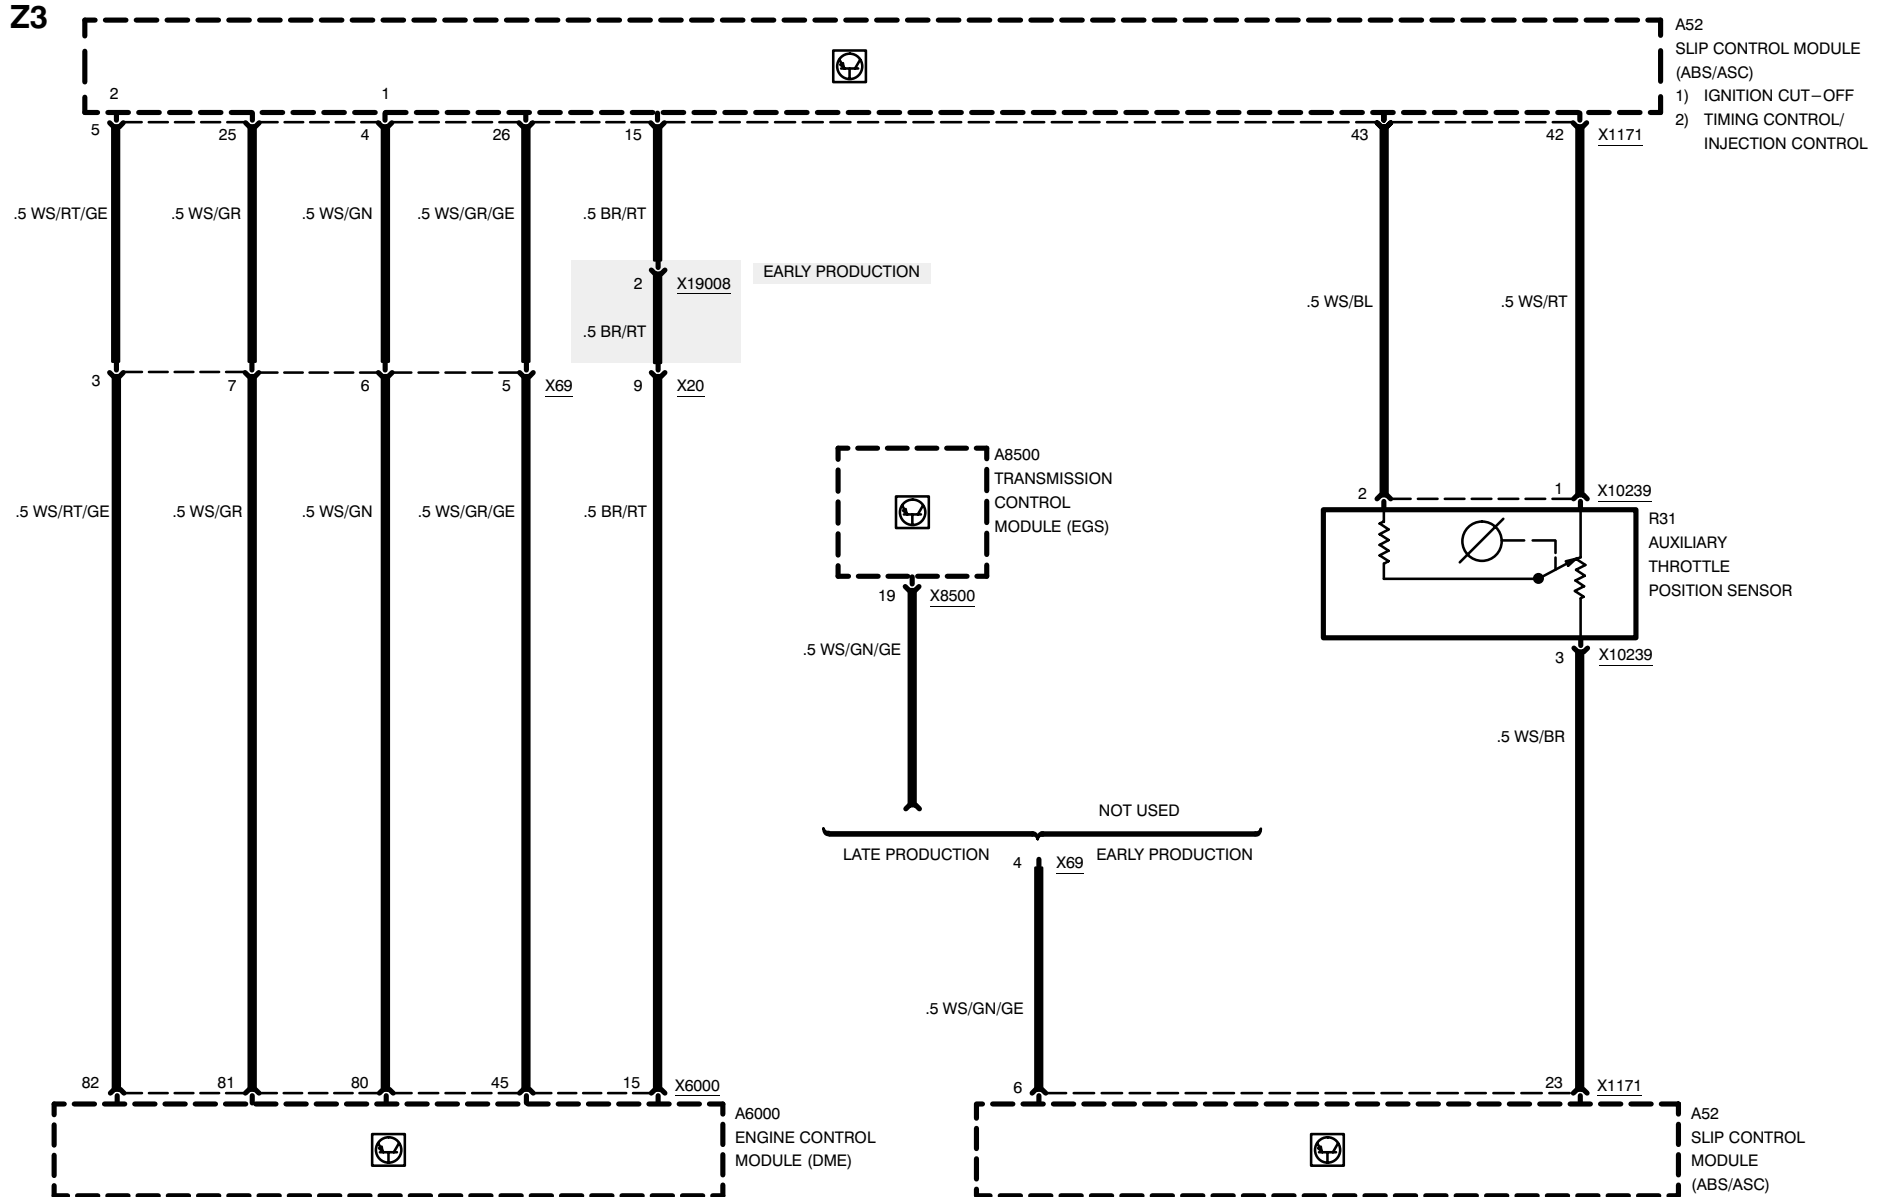 Z3
A52
SLIP CONTROL MODULE
(ABS/ASC)
1) IGNITION CUT−OFF
2) TIMING CONTROL/
INJECTION CONTROL
2 1
5 25 4 26 15 43 42 X1171
.5 WS/RT/GE .5 WS/GR .5 WS/GN .5 WS/GR/GE .5 BR/RT
EARLY PRODUCTION
2 X19008
.5 WS/BL .5 WS/RT
.5 BR/RT
3 7 6 5 X69 9 X20
A8500
TRANSMISSION
CONTROL
MODULE (EGS)
2 1 X10239
.5 WS/RT/GE .5 WS/GR .5 WS/GN .5 WS/GR/GE .5 BR/RT
R31
AUXILIARY
THROTTLE
POSITION SENSOR
19 X8500
.5 WS/GN/GE
3 X10239
.5 WS/BR
NOT USED
LATE PRODUCTION EARLY PRODUCTION
4 X69
.5 WS/GN/GE
82 81 80 45 15 X6000
6 23 X1171
A6000
ENGINE CONTROL
MODULE (DME)
A52
SLIP CONTROL
MODULE
(ABS/ASC)